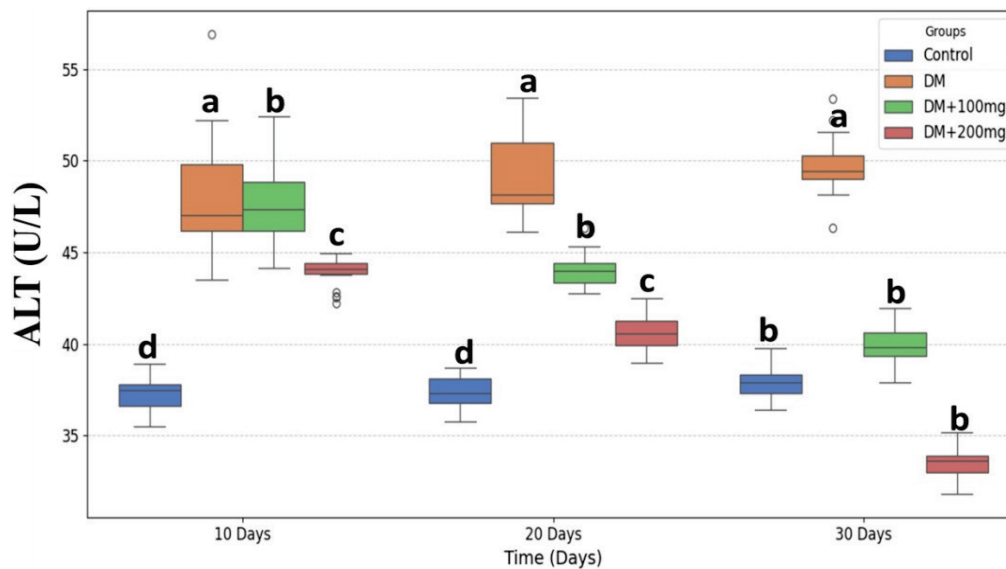 Groups
Control
DM
DM+100mg
DM+200mg
ALT (U/L)
55
50
45
40
35
a
b
c
d
a
b
c
d
a
b
b
b
10 Days
20 Days
30 Days
Time (Days)